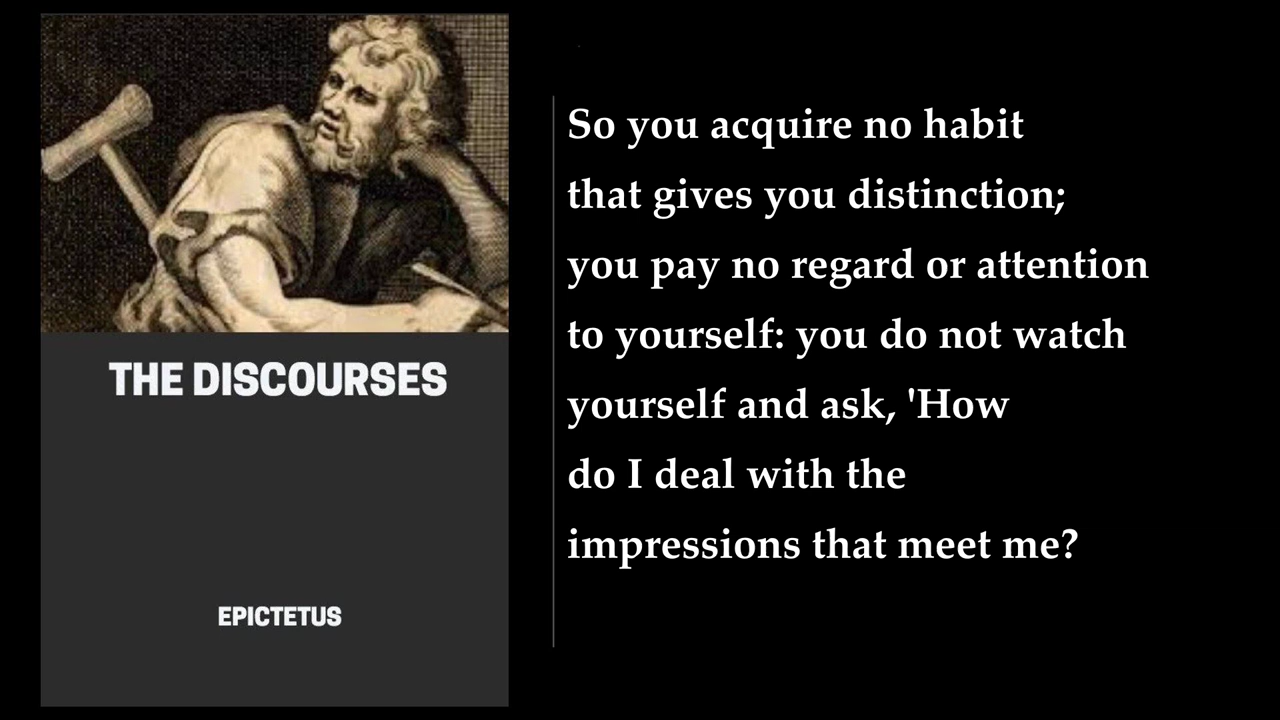 THE DISCOURSES
EPICTETUS
So you acquire no habit
that gives you distinction;
you pay no regard or attention
to yourself: you do not watch
yourself and ask, 'How
do I deal with the
impressions that meet me?